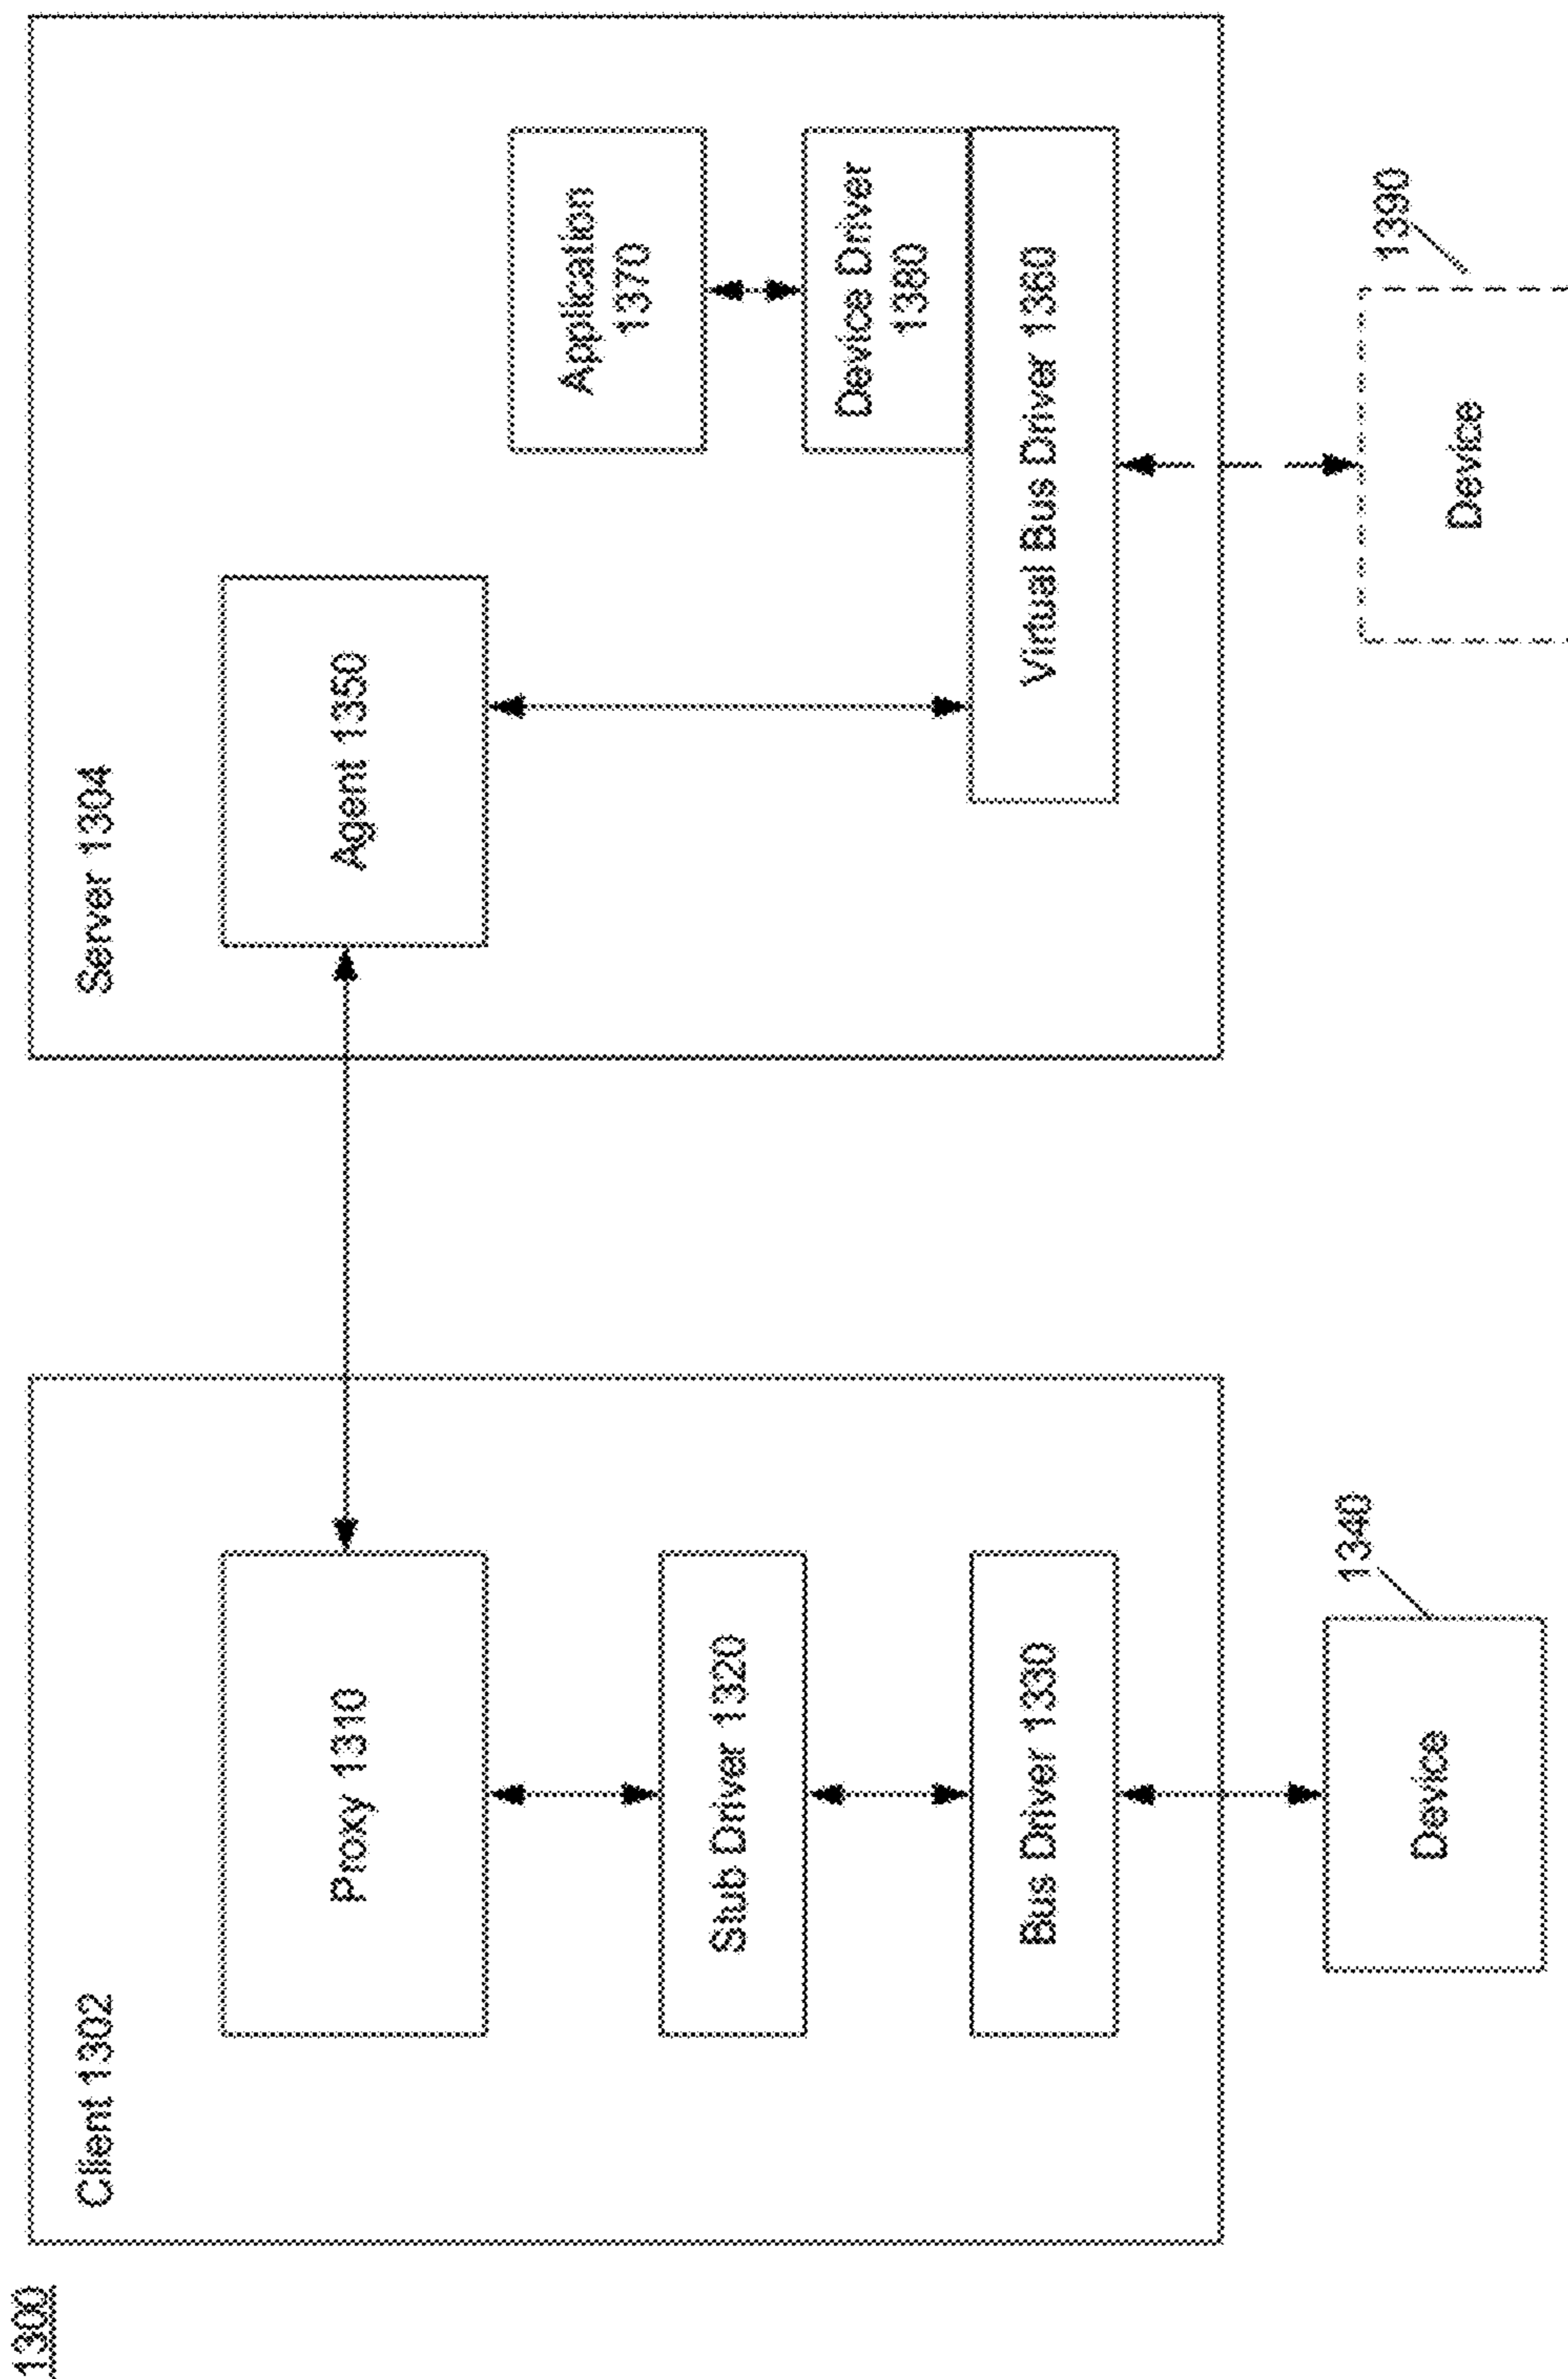 1300
Client 1302
Proxy 1310
Stub Driver 1320
Bus Driver 1330
Device
1340
Server 1304
Agent 1350
Application
1370
Device Driver
1380
Virtual Bus Driver 1360
Device
1390